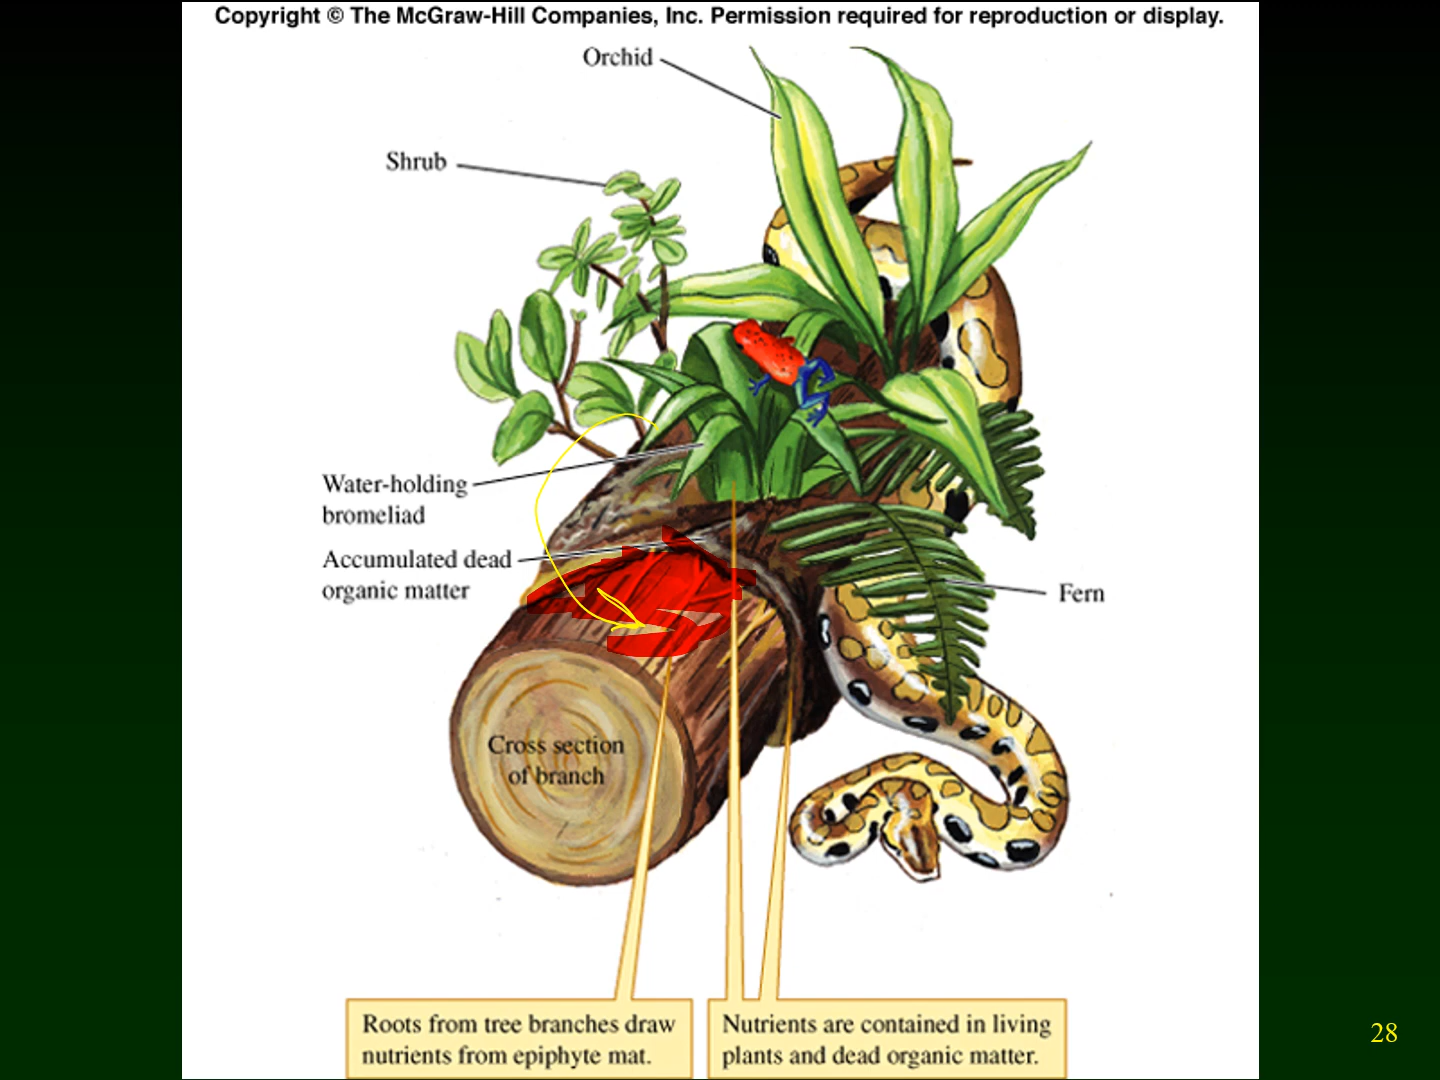 Copyright © The McGraw-Hill Companies, Inc. Permission required for reproduction or display.
Orchid
Shrub
Water-holding
bromeliad
Accumulated dead
organic matter
Fern
Cross section
of branch
Roots from tree branches draw
nutrients from epiphyte mat.
Nutrients are contained in living
plants and dead organic matter.
28